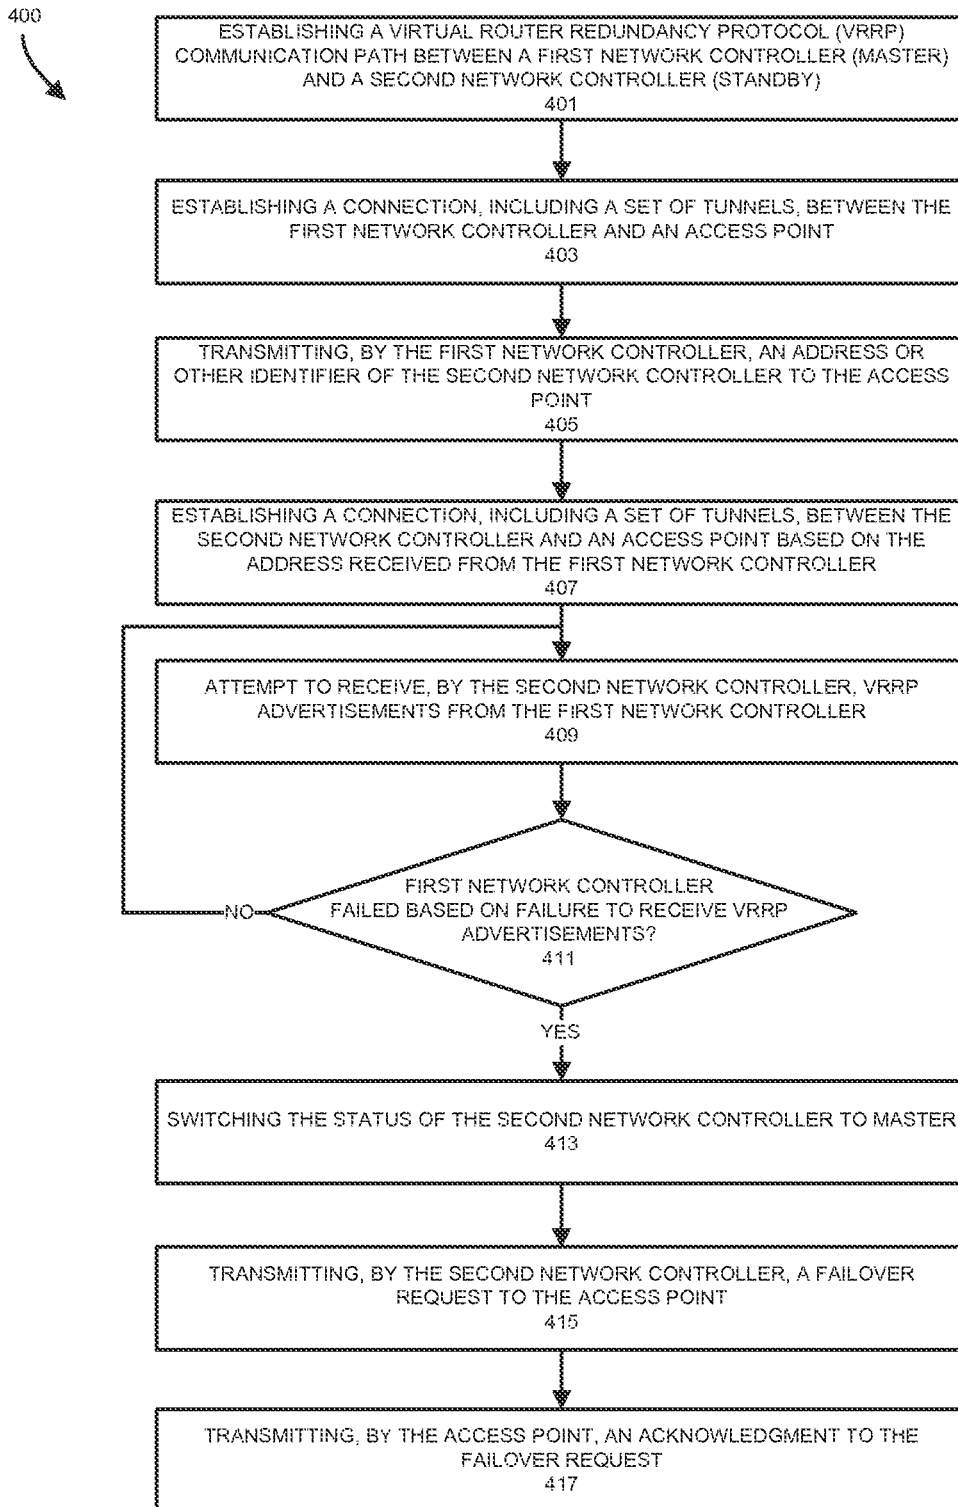 400
ESTABLISHING A VIRTUAL ROUTER REDUNDANCY PROTOCOL (VRRP)
COMMUNICATION PATH BETWEEN A FIRST NETWORK CONTROLLER (MASTER)
AND A SECOND NETWORK CONTROLLER (STANDBY)
401
ESTABLISHING A CONNECTION, INCLUDING A SET OF TUNNELS, BETWEEN THE
FIRST NETWORK CONTROLLER AND AN ACCESS POINT
403
TRANSMITTING, BY THE FIRST NETWORK CONTROLLER, AN ADDRESS OR
OTHER IDENTIFIER OF THE SECOND NETWORK CONTROLLER TO THE ACCESS
POINT
405
ESTABLISHING A CONNECTION, INCLUDING A SET OF TUNNELS, BETWEEN THE
SECOND NETWORK CONTROLLER AND AN ACCESS POINT BASED ON THE
ADDRESS RECEIVED FROM THE FIRST NETWORK CONTROLLER
407
ATTEMPT TO RECEIVE, BY THE SECOND NETWORK CONTROLLER, VRRP
ADVERTISEMENTS FROM THE FIRST NETWORK CONTROLLER
409
FIRST NETWORK CONTROLLER
FAILED BASED ON FAILURE TO RECEIVE VRRP
ADVERTISEMENTS?
411
NO
YES
SWITCHING THE STATUS OF THE SECOND NETWORK CONTROLLER TO MASTER
413
TRANSMITTING, BY THE SECOND NETWORK CONTROLLER, A FAILOVER
REQUEST TO THE ACCESS POINT
415
TRANSMITTING, BY THE ACCESS POINT, AN ACKNOWLEDGMENT TO THE
FAILOVER REQUEST
417